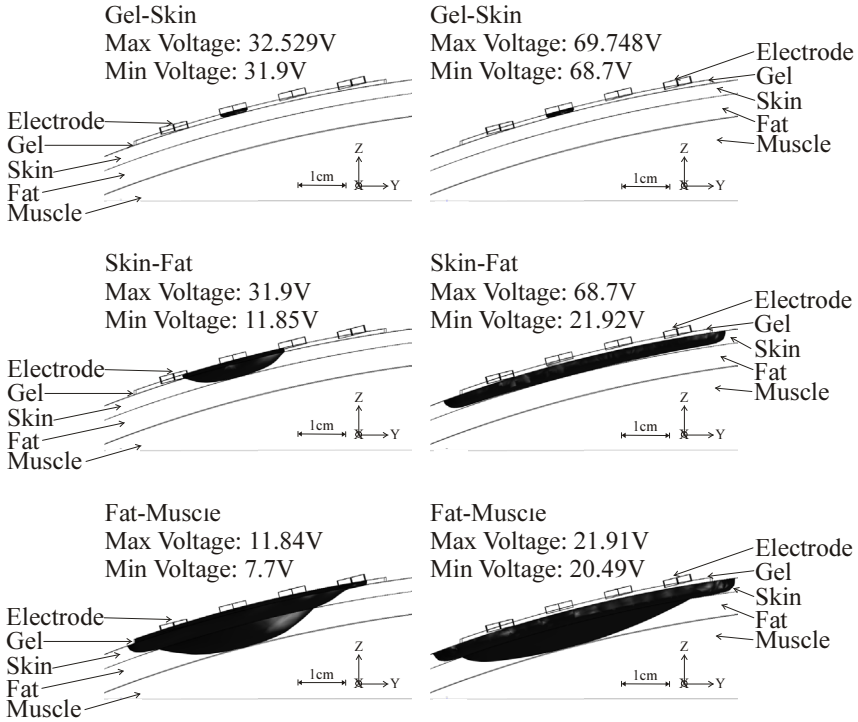 Gel-Skin
Max Voltage: 32.529V
Min Voltage: 31.9V
Electrode
Gel
Skin
Fat
Muscle
Z
X
Y
1cm
Gel-Skin
Max Voltage: 69.748V
Min Voltage: 68.7V
Electrode
Gel
Skin
Fat
Muscle
Z
X
Y
1cm
Skin-Fat
Max Voltage: 31.9V
Min Voltage: 11.85V
Electrode
Gel
Skin
Fat
Muscle
Z
X
Y
1cm
Skin-Fat
Max Voltage: 68.7V
Min Voltage: 21.92V
Electrode
Gel
Skin
Fat
Muscle
Z
X
Y
1cm
Fat-Muscle
Max Voltage: 11.84V
Min Voltage: 7.7V
Electrode
Gel
Skin
Fat
Muscle
Z
X
Y
1cm
Fat-Muscle
Max Voltage: 21.91V
Min Voltage: 20.49V
Electrode
Gel
Skin
Fat
Muscle
Z
X
Y
1cm